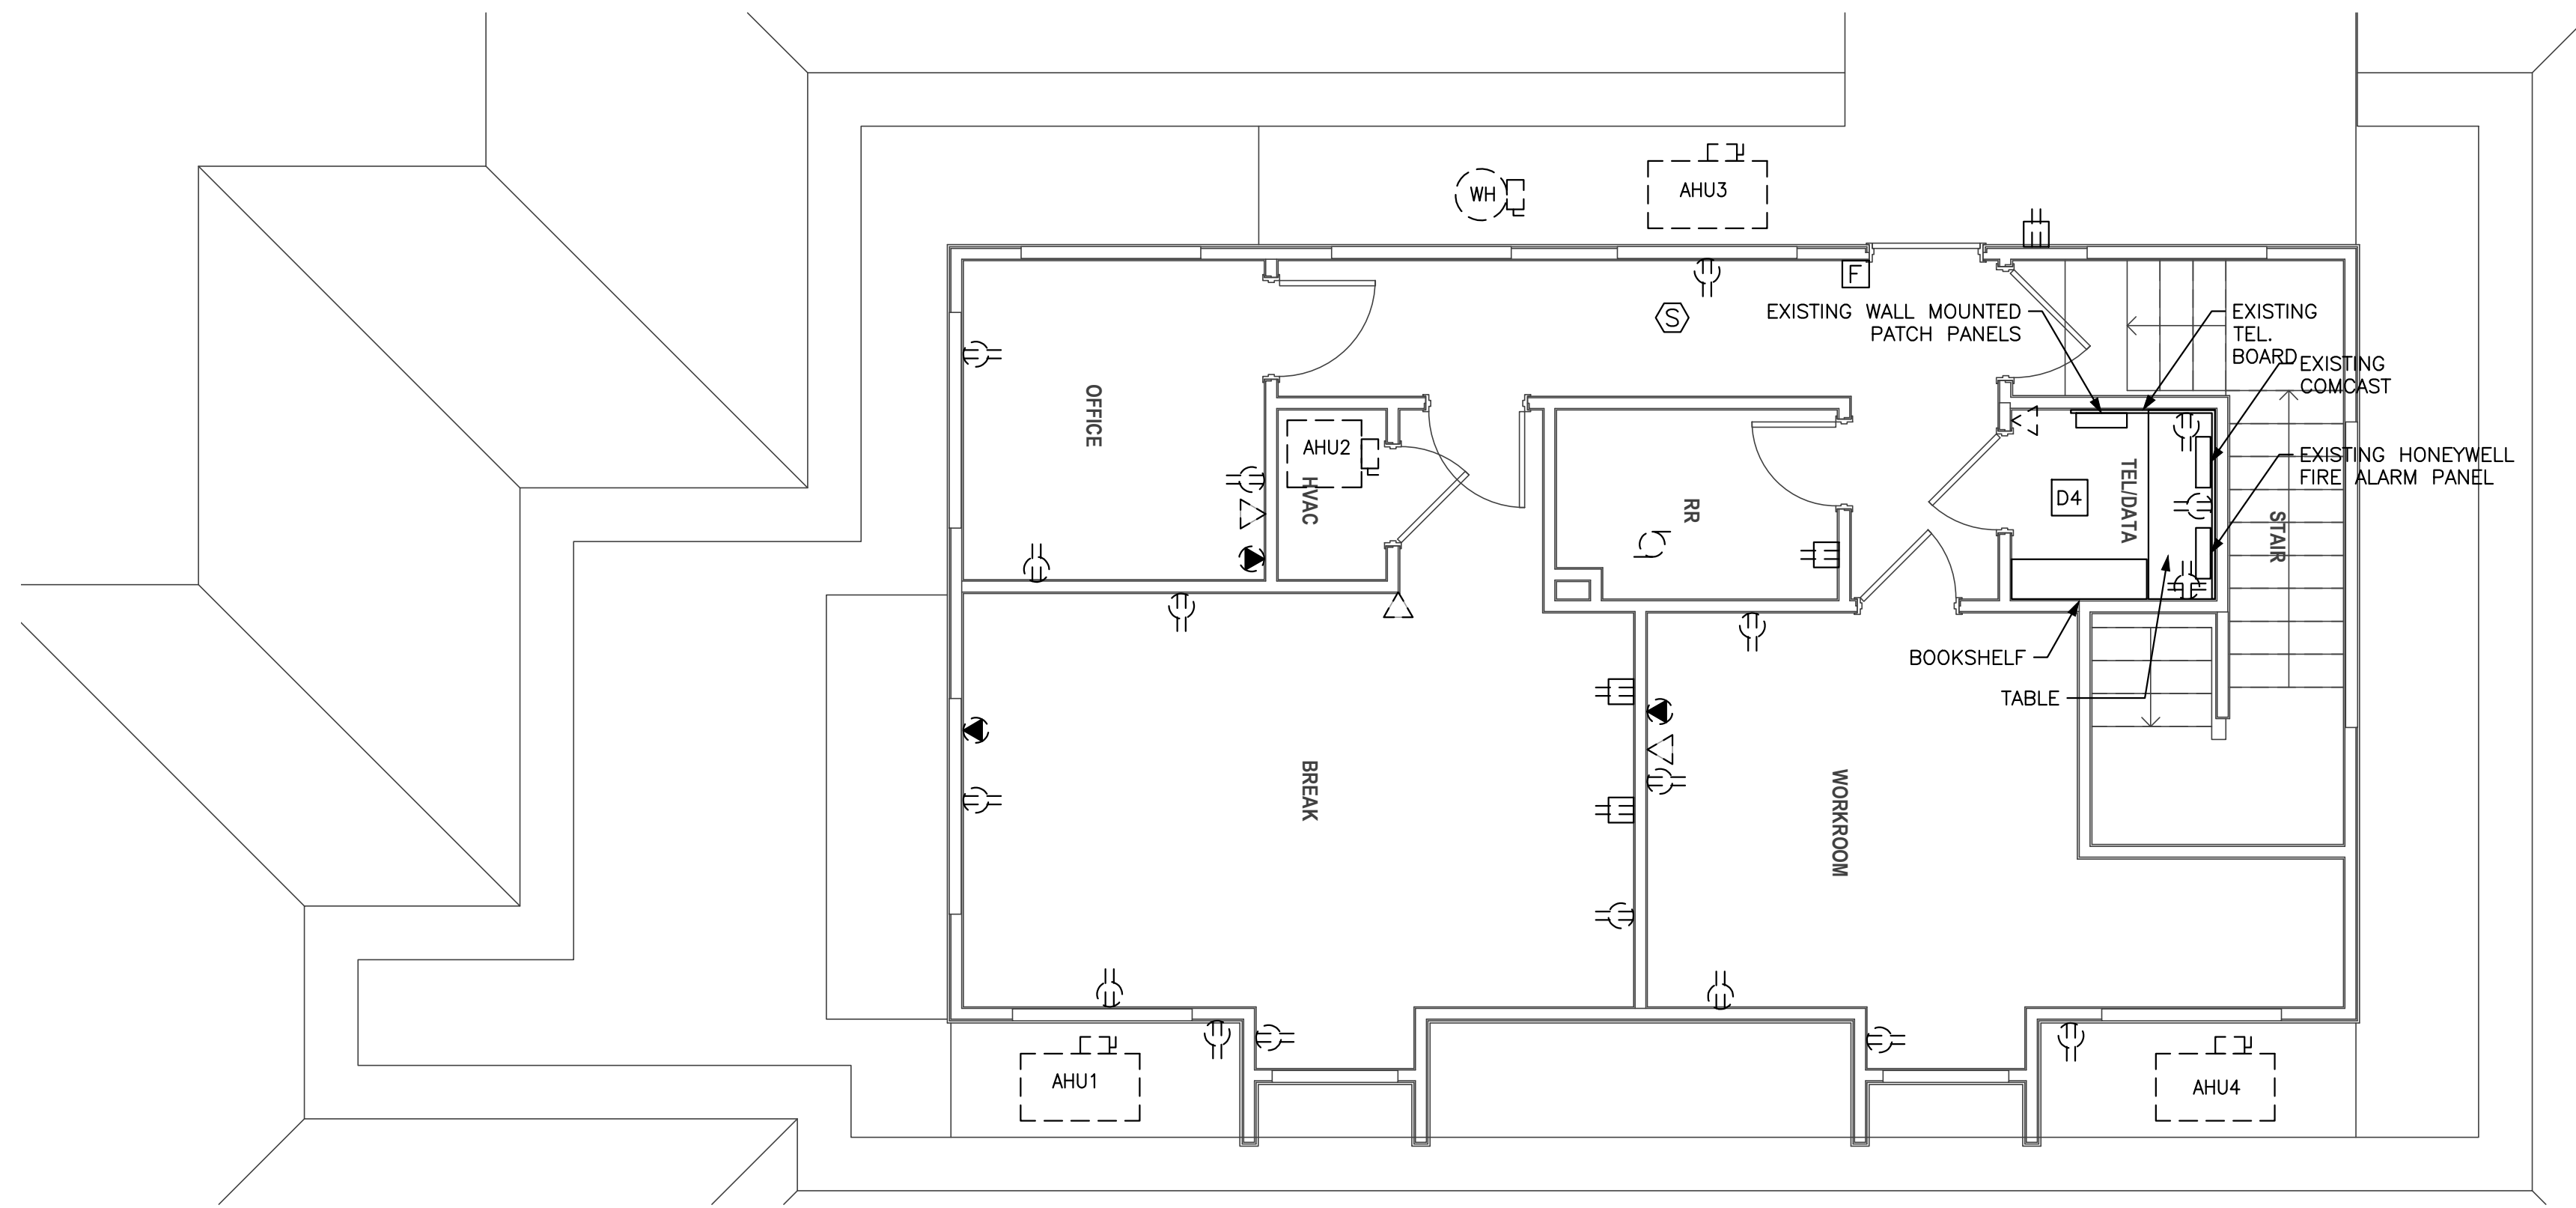 WH
AHU3
F
S
EXISTING WALL MOUNTED
PATCH PANELS
EXISTING
TEL.
BOARD
EXISTING
COMCAST
OFFICE
AHU2
HVAC
RR
D4
TEL/DATA
EXISTING HONEYWELL
FIRE ALARM PANEL
STAIR
BOOKSHELF
TABLE
BREAK
WORKROOM
AHU1
AHU4